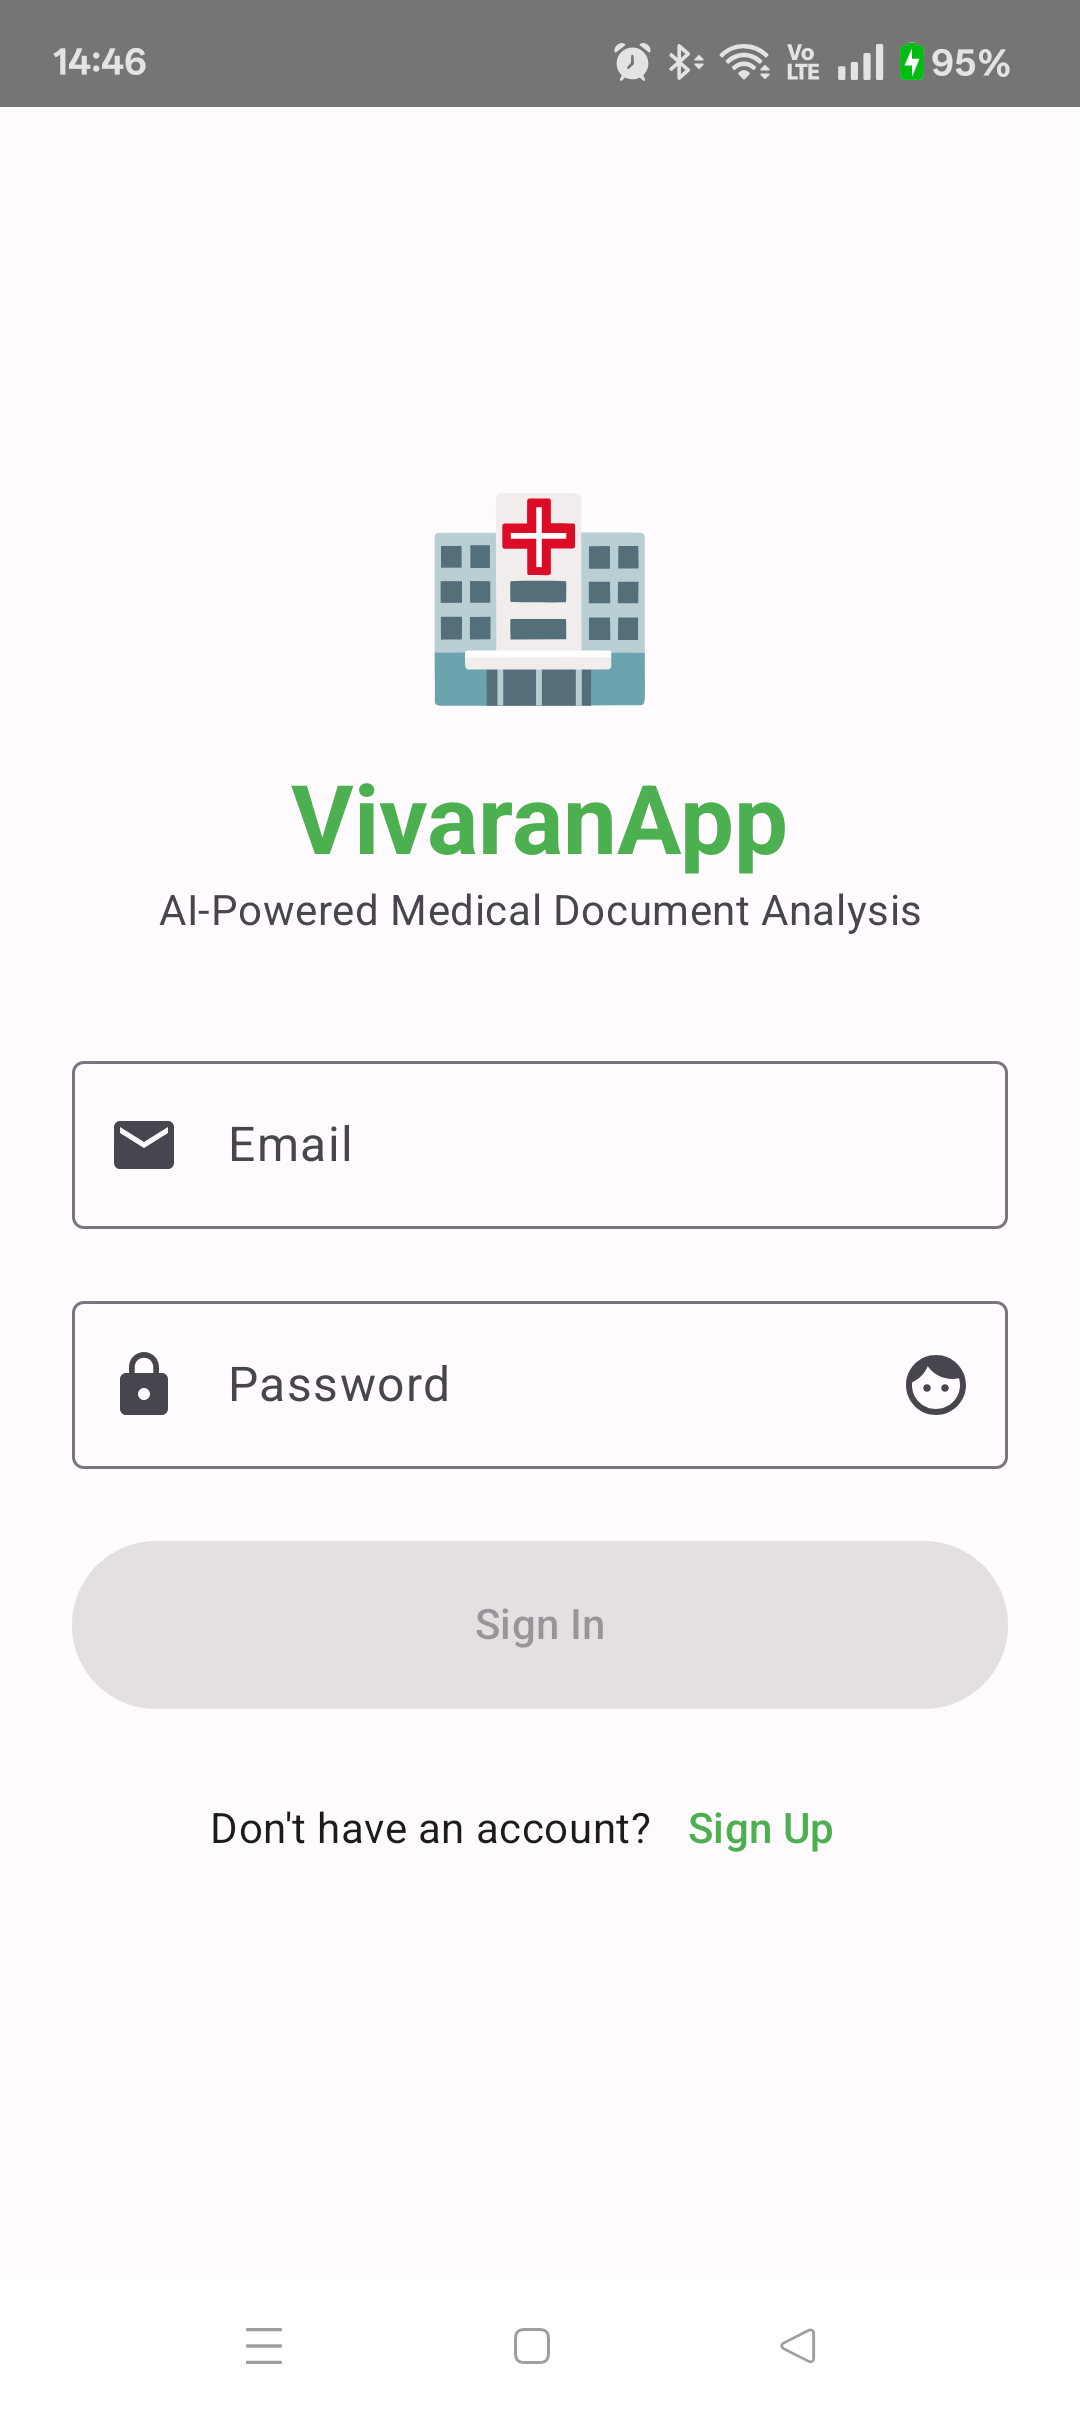 14:46
Vo
LTE
95%
VivaranApp
AI-Powered Medical Document Analysis
Email
Password
Sign In
Don't have an account? Sign Up